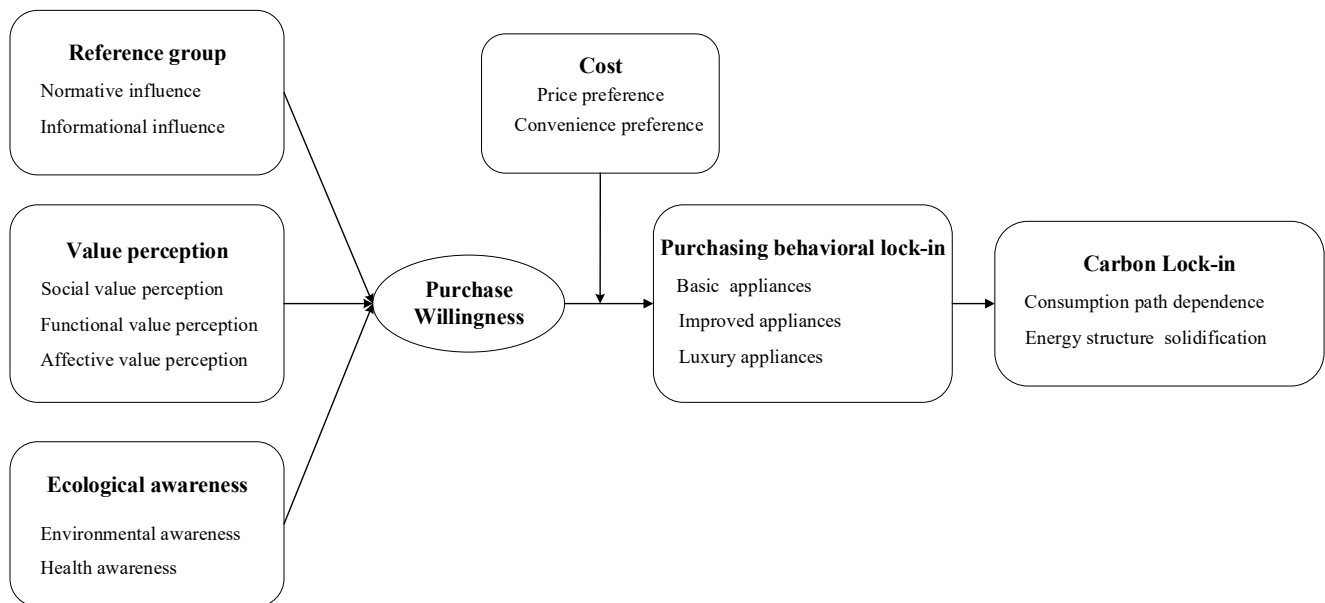 Reference group
Normative influence
Informational influence
Cost
Price preference
Convenience preference
Value perception
Social value perception
Functional value perception
Affective value perception
Purchase
Willingness
Purchasing behavioral lock-in
Basic appliances
Improved appliances
Luxury appliances
Carbon Lock-in
Consumption path dependence
Energy structure solidification
Ecological awareness
Environmental awareness
Health awareness